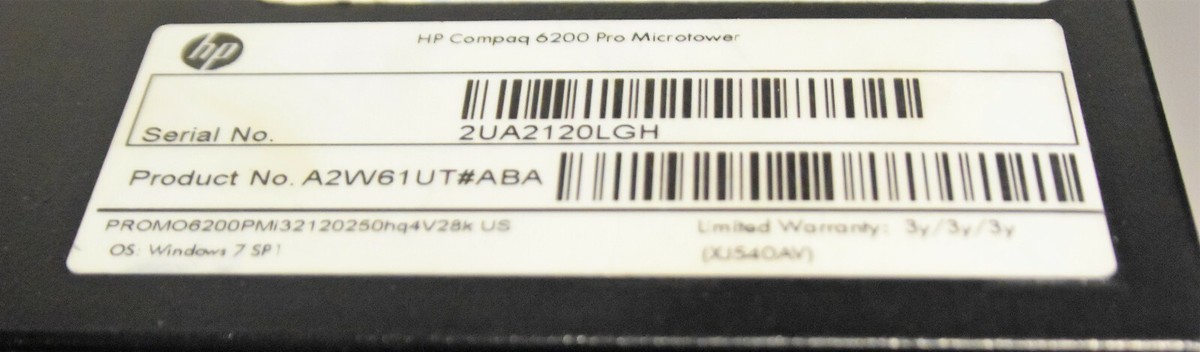 hp
HP Compaq 6200 Pro Microtower
Serial No. 2UA2120LGH
Product No. A2W61UT#ABA
PROMO6200PMi32120250hq4V28k US
Limited Warranty: 3y/3y/3y
OS: Windows 7 SP1
(XJ540AV)